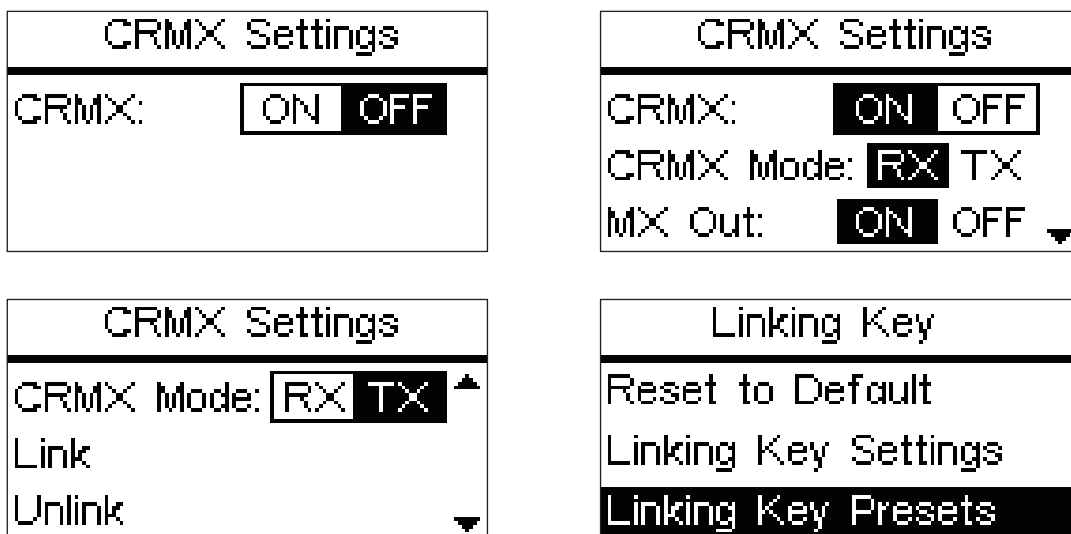 CRMX Settings
CRMX: ON OFF
CRMX Settings
CRMX: ON OFF
CRMX Mode: RX TX
MX Out: ON OFF
CRMX Settings
CRMX Mode: RX TX
Link
Unlink
Linking Key
Reset to Default
Linking Key Settings
Linking Key Presets